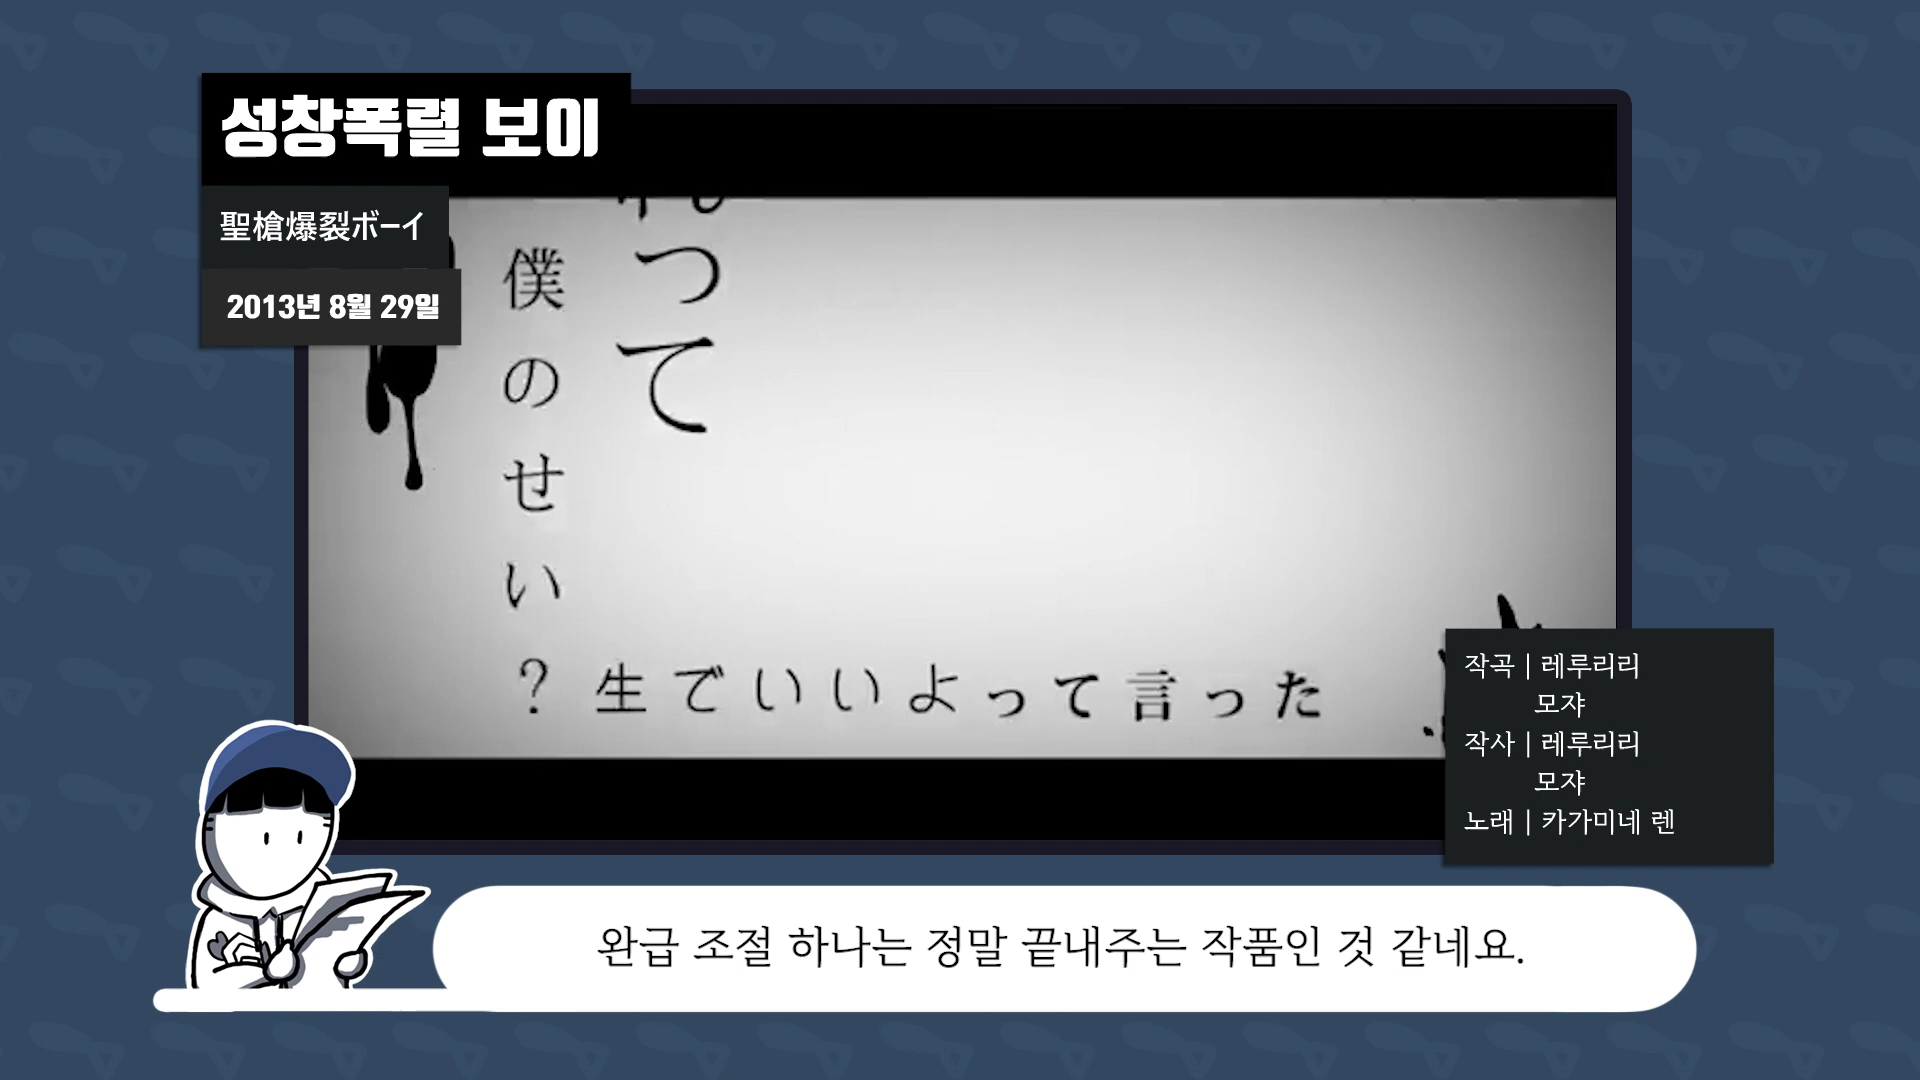 성창폭렬 보이
聖槍爆裂ボーイ
2013년 8월 29일
って
僕のせい?
生でいいよって言った
작곡 | 레루리리
모쟈
작사 | 레루리리
모쟈
노래 | 카가미네 렌
완급 조절 하나는 정말 끝내주는 작품인 것 같네요.